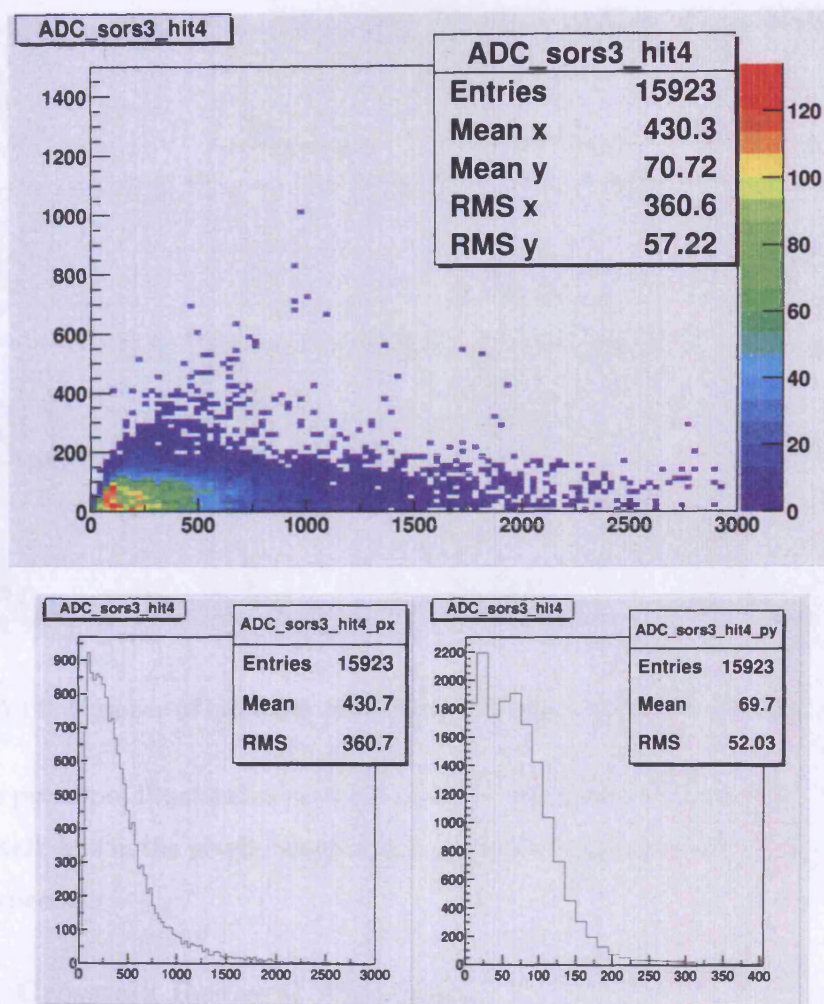 ADC_sors3_hit4
ADC_sors3_hit4
Entries 15923
Mean x 430.3
Mean y 70.72
RMS x 360.6
RMS y 57.22
1400
1200
1000
800
600
400
200
0
0 500 1000 1500 2000 2500 3000
120
100
80
60
40
20
0
ADC_sors3_hit4
ADC_sors3_hit4_px
Entries 15923
Mean 430.7
RMS 360.7
900
800
700
600
500
400
300
200
100
0
0 500 1000 1500 2000 2500 3000
ADC_sors3_hit4
ADC_sors3_hit4_py
Entries 15923
Mean 69.7
RMS 52.03
2200
2000
1800
1600
1400
1200
1000
800
600
400
200
0
0 50 100 150 200 250 300 350 400